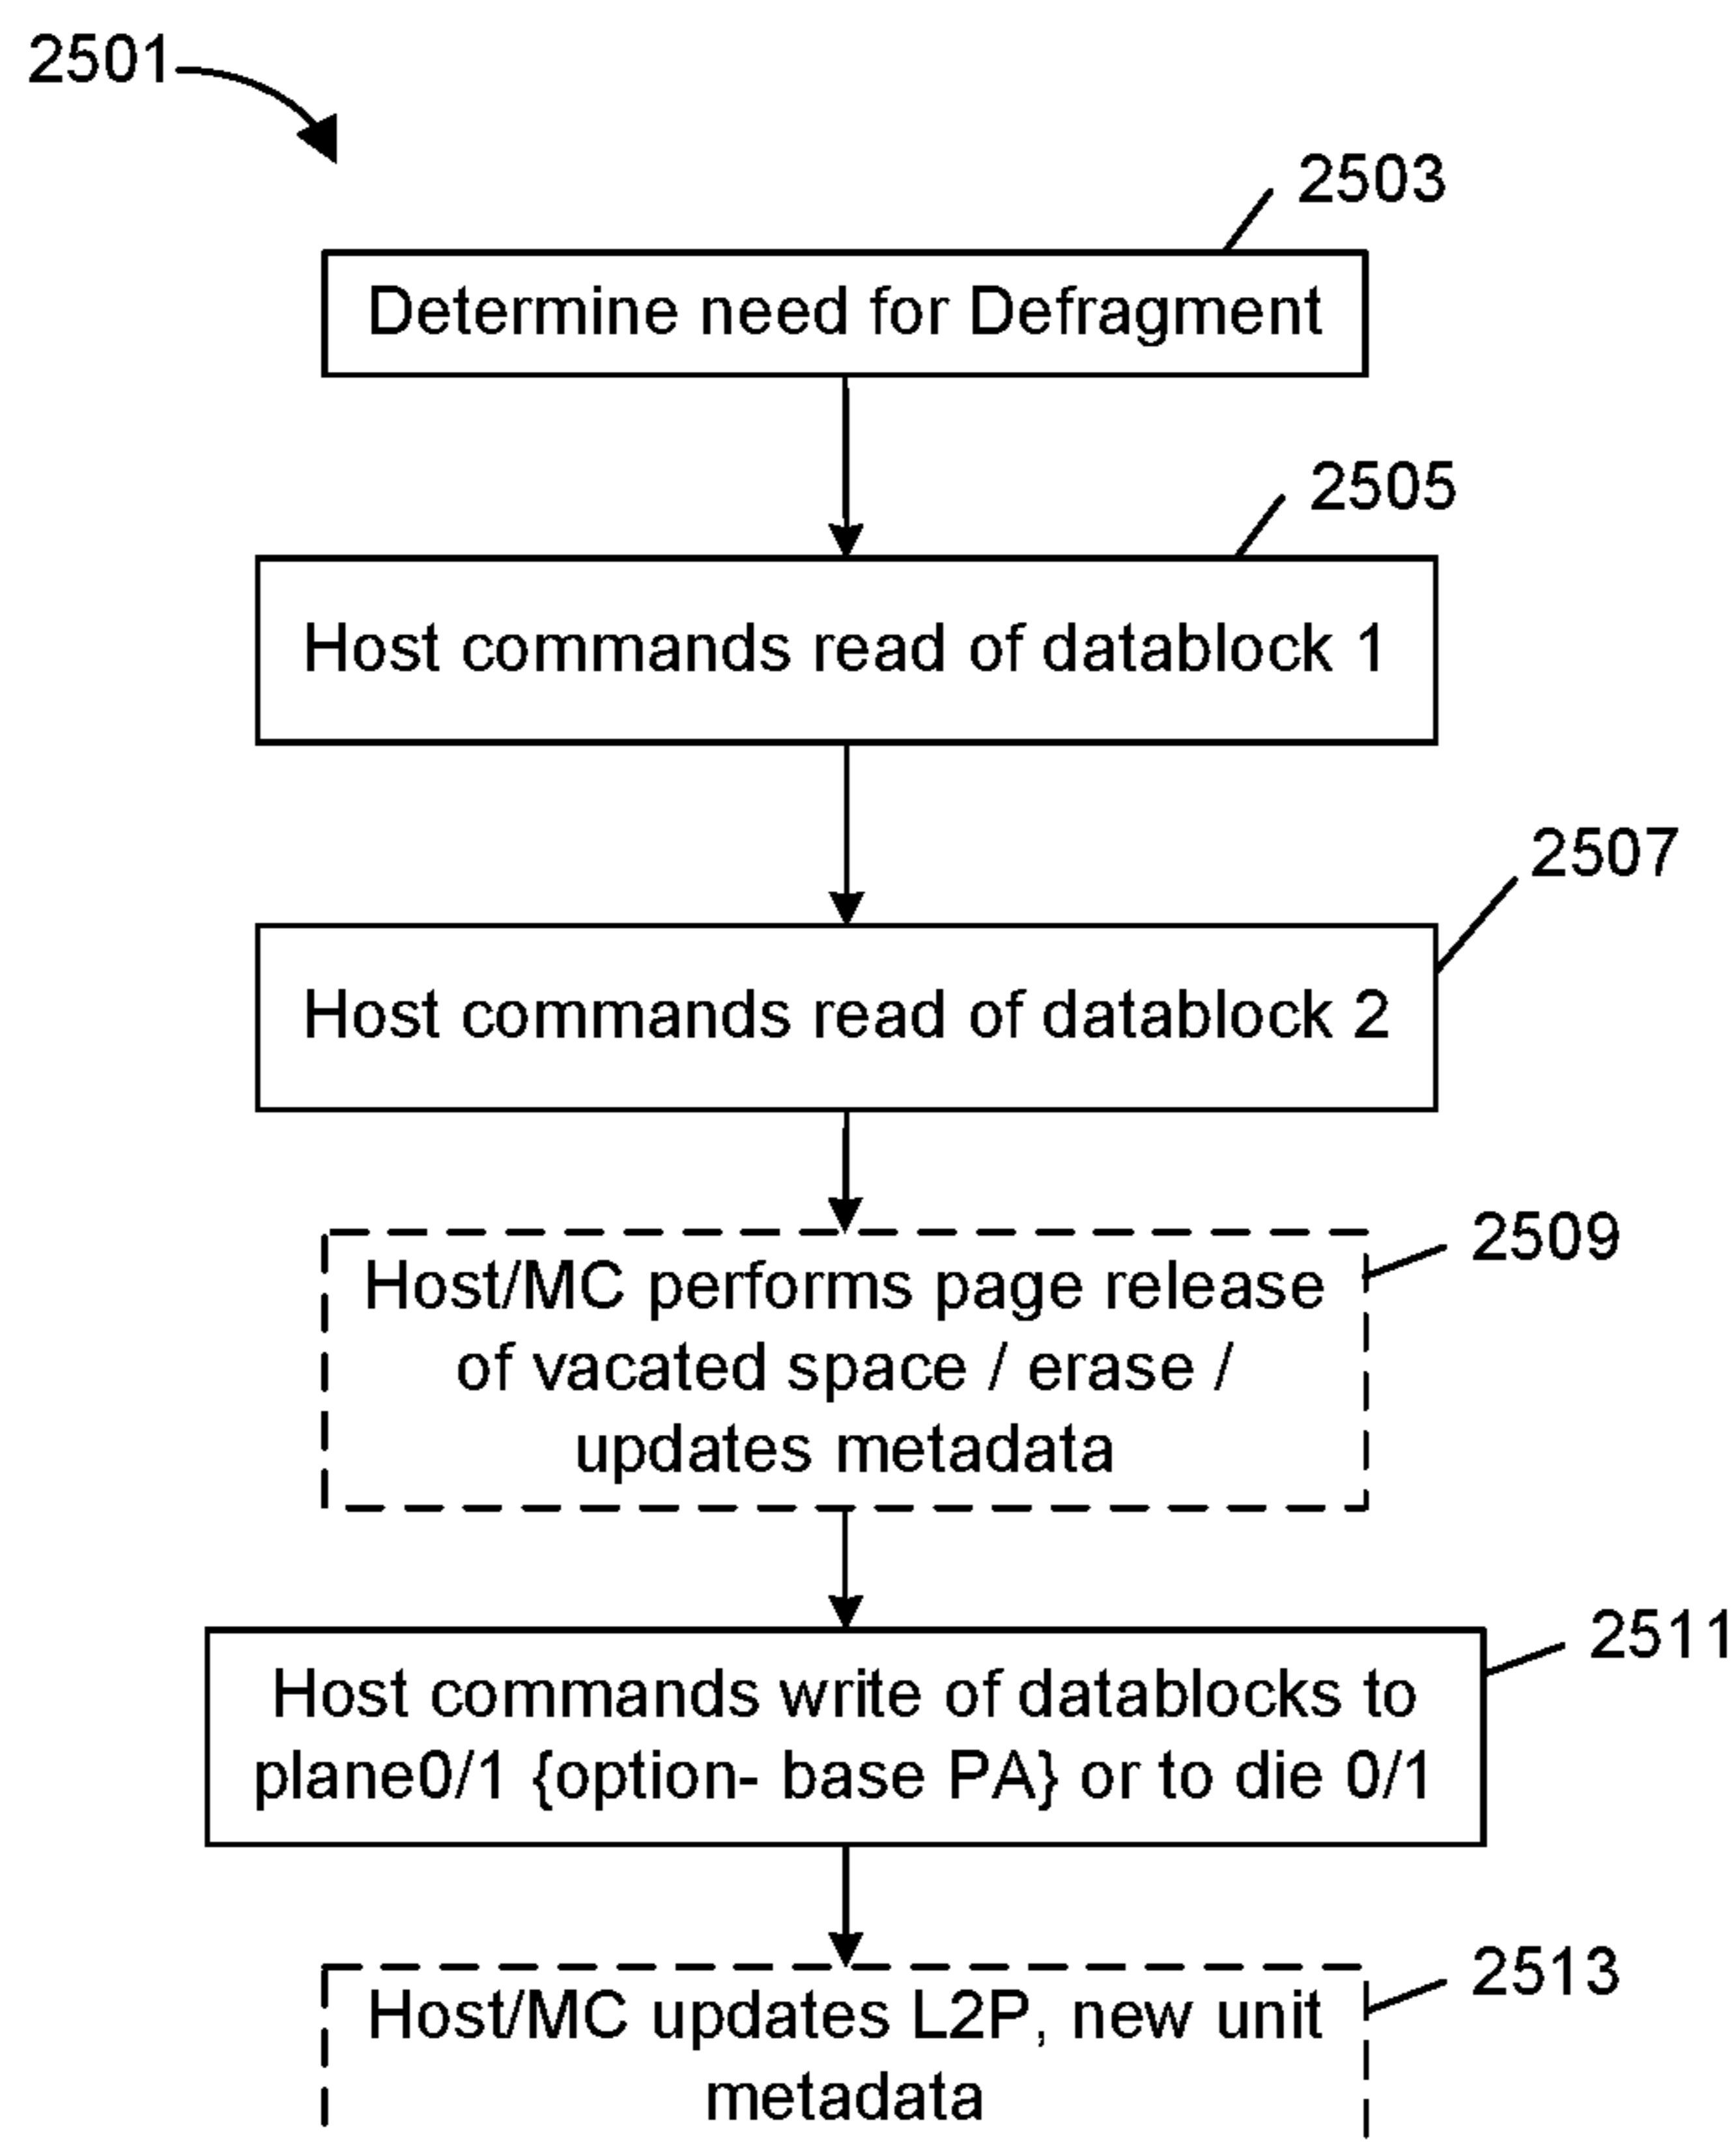 2501
2503
Determine need for Defragment
2505
Host commands read of datablock 1
2507
Host commands read of datablock 2
2509
Host/MC performs page release
of vacated space / erase /
updates metadata
2511
Host commands write of datablocks to
plane0/1 {option- base PA} or to die 0/1
2513
Host/MC updates L2P, new unit
metadata